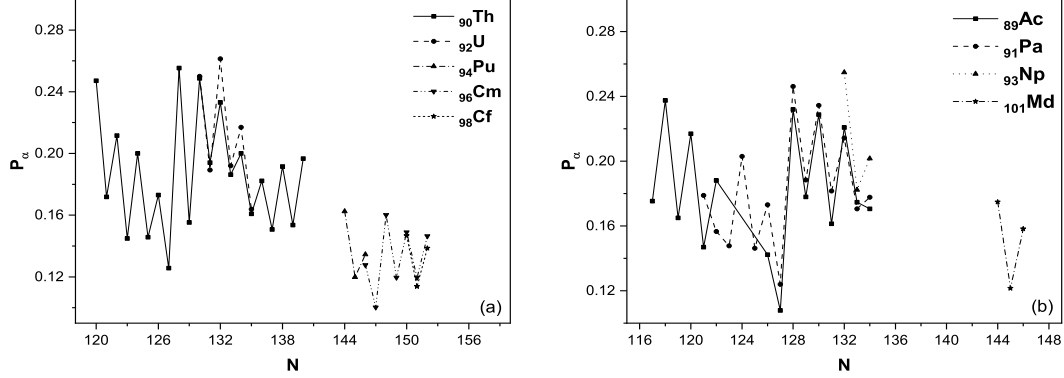 0.28
0.24
0.20
0.16
0.12
Pα
120 126 132 138 144 150 156
N
90Th
92U
94Pu
96Cm
98Cf
(a)
0.28
0.24
0.20
0.16
0.12
Pα
116 120 124 128 132 136 140 144 148
N
89Ac
91Pa
93Np
101Md
(b)